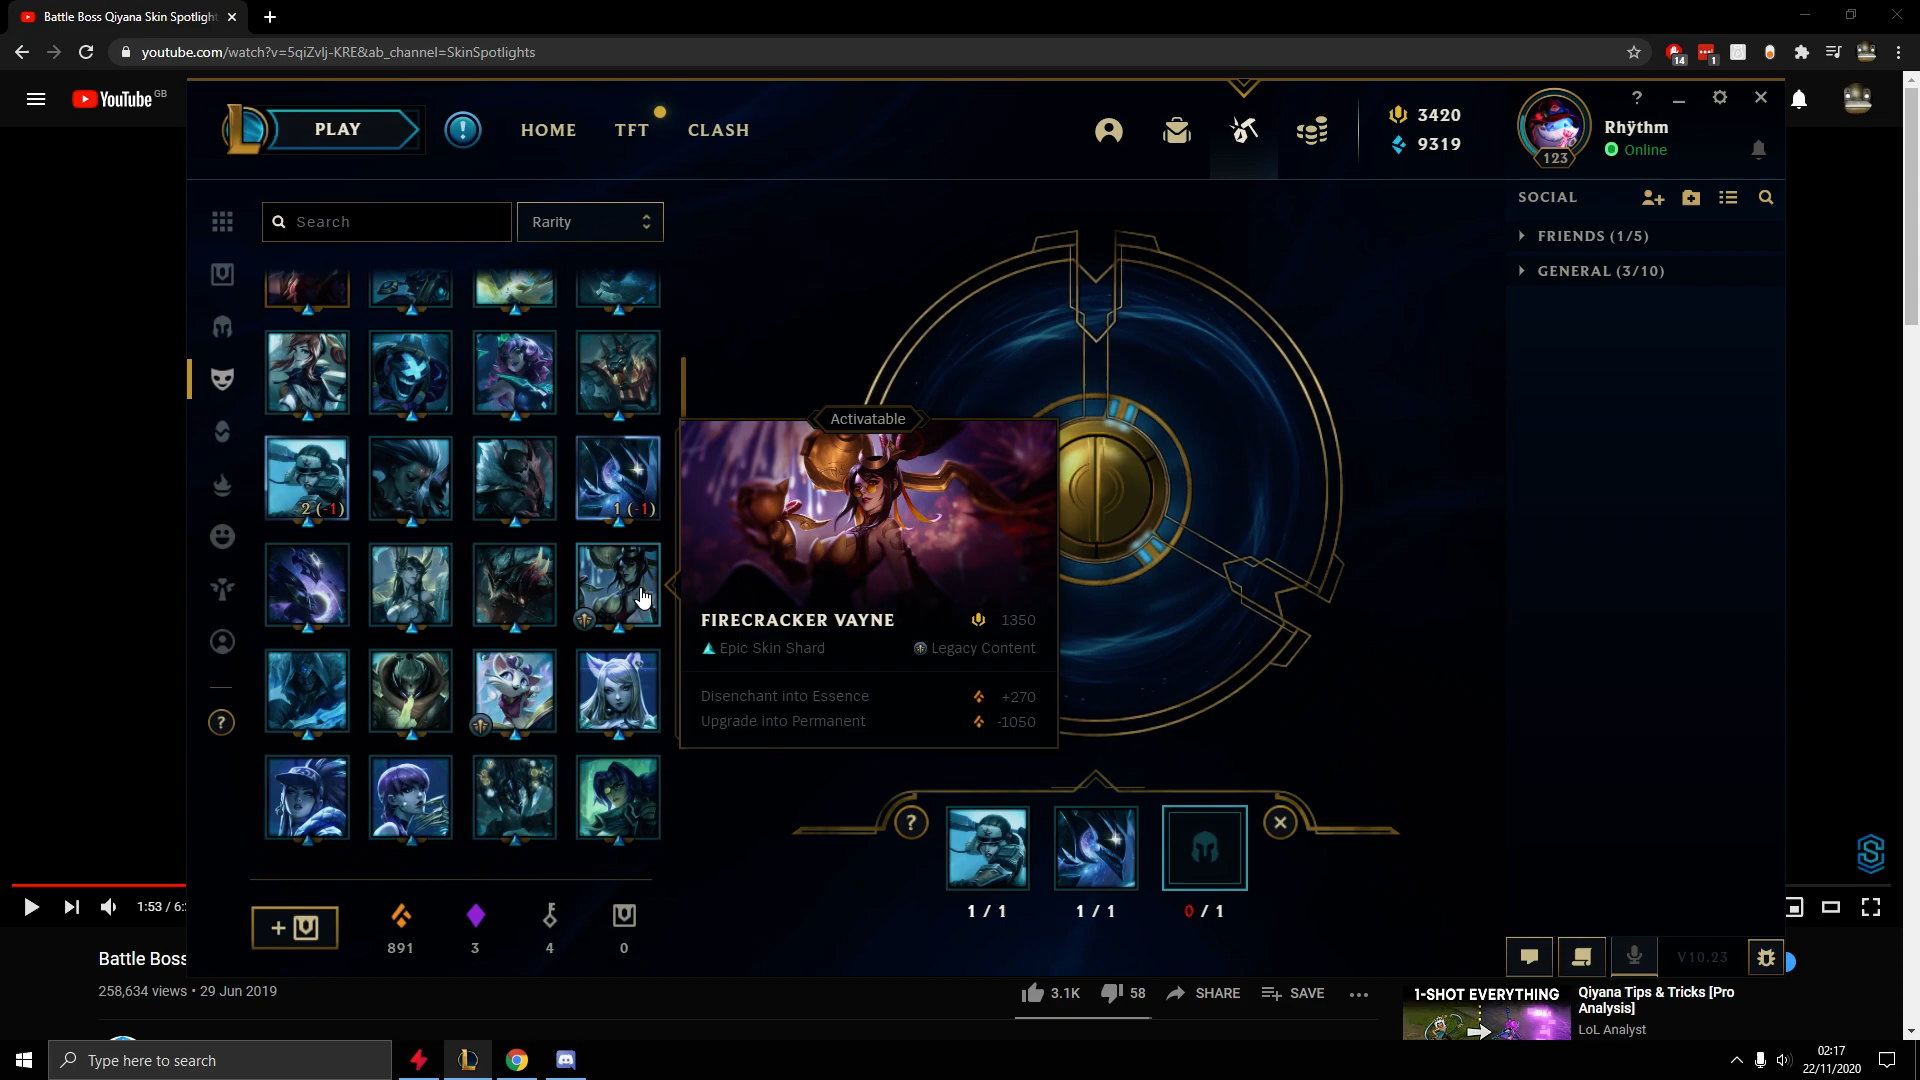 Battle Boss Qiyana Skin Spotlight
youtube.com/watch?v=5qiZvlj-KRE&ab_channel=SkinSpotlights
14
1
YouTube GB
PLAY
HOME
TFT
CLASH
3420
9319
123
Rhÿthm
Online
?
SOCIAL
FRIENDS (1/5)
GENERAL (3/10)
Search
Rarity
2 (-1)
1 (-1)
Activatable
FIRECRACKER VAYNE
1350
Epic Skin Shard
Legacy Content
Disenchant into Essence
+270
Upgrade into Permanent
-1050
?
?
1 / 1
1 / 1
0 / 1
891
3
4
0
V10.23
1:53 / 6:
Battle Boss
258,634 views • 29 Jun 2019
3.1K
58
SHARE
SAVE
1-SHOT EVERYTHING
Qiyana Tips & Tricks [Pro
Analysis]
LoL Analyst
Type here to search
02:17
22/11/2020